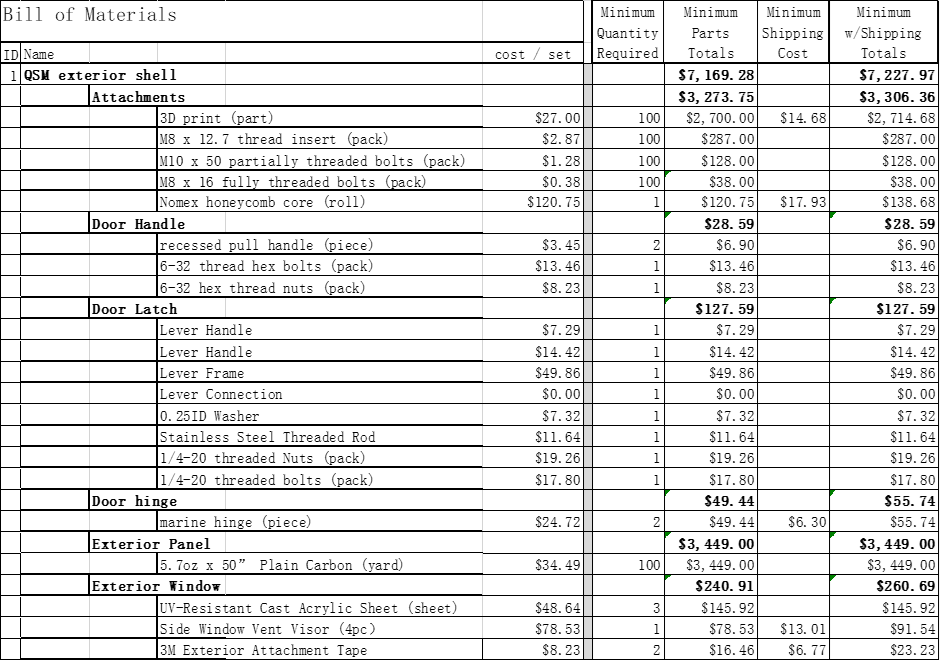 Bill of Materials
Minimum Minimum Minimum Minimum
Quantity Parts Shipping w/Shipping
ID Name cost / set Required Totals Cost Totals
1 QSM exterior shell $7,169.28 $7,227.97
Attachments $3,273.75 $3,306.36
3D print (part) $27.00 100 $2,700.00 $14.68 $2,714.68
M8 x 12.7 thread insert (pack) $2.87 100 $287.00 $287.00
M10 x 50 partially threaded bolts (pack) $1.28 100 $128.00 $128.00
M8 x 16 fully threaded bolts (pack) $0.38 100 $38.00 $38.00
Nomex honeycomb core (roll) $120.75 1 $120.75 $17.93 $138.68
Door Handle $28.59 $28.59
recessed pull handle (piece) $3.45 2 $6.90 $6.90
6-32 thread hex bolts (pack) $13.46 1 $13.46 $13.46
6-32 hex thread nuts (pack) $8.23 1 $8.23 $8.23
Door Latch $127.59 $127.59
Lever Handle $7.29 1 $7.29 $7.29
Lever Handle $14.42 1 $14.42 $14.42
Lever Frame $49.86 1 $49.86 $49.86
Lever Connection $0.00 1 $0.00 $0.00
0.25ID Washer $7.32 1 $7.32 $7.32
Stainless Steel Threaded Rod $11.64 1 $11.64 $11.64
1/4-20 threaded Nuts (pack) $19.26 1 $19.26 $19.26
1/4-20 threaded bolts (pack) $17.80 1 $17.80 $17.80
Door hinge $49.44 $55.74
marine hinge (piece) $24.72 2 $49.44 $6.30 $55.74
Exterior Panel $3,449.00 $3,449.00
5.7oz x 50” Plain Carbon (yard) $34.49 100 $3,449.00 $3,449.00
Exterior Window $240.91 $260.69
UV-Resistant Cast Acrylic Sheet (sheet) $48.64 3 $145.92 $145.92
Side Window Vent Visor (4pc) $78.53 1 $78.53 $13.01 $91.54
3M Exterior Attachment Tape $8.23 2 $16.46 $6.77 $23.23